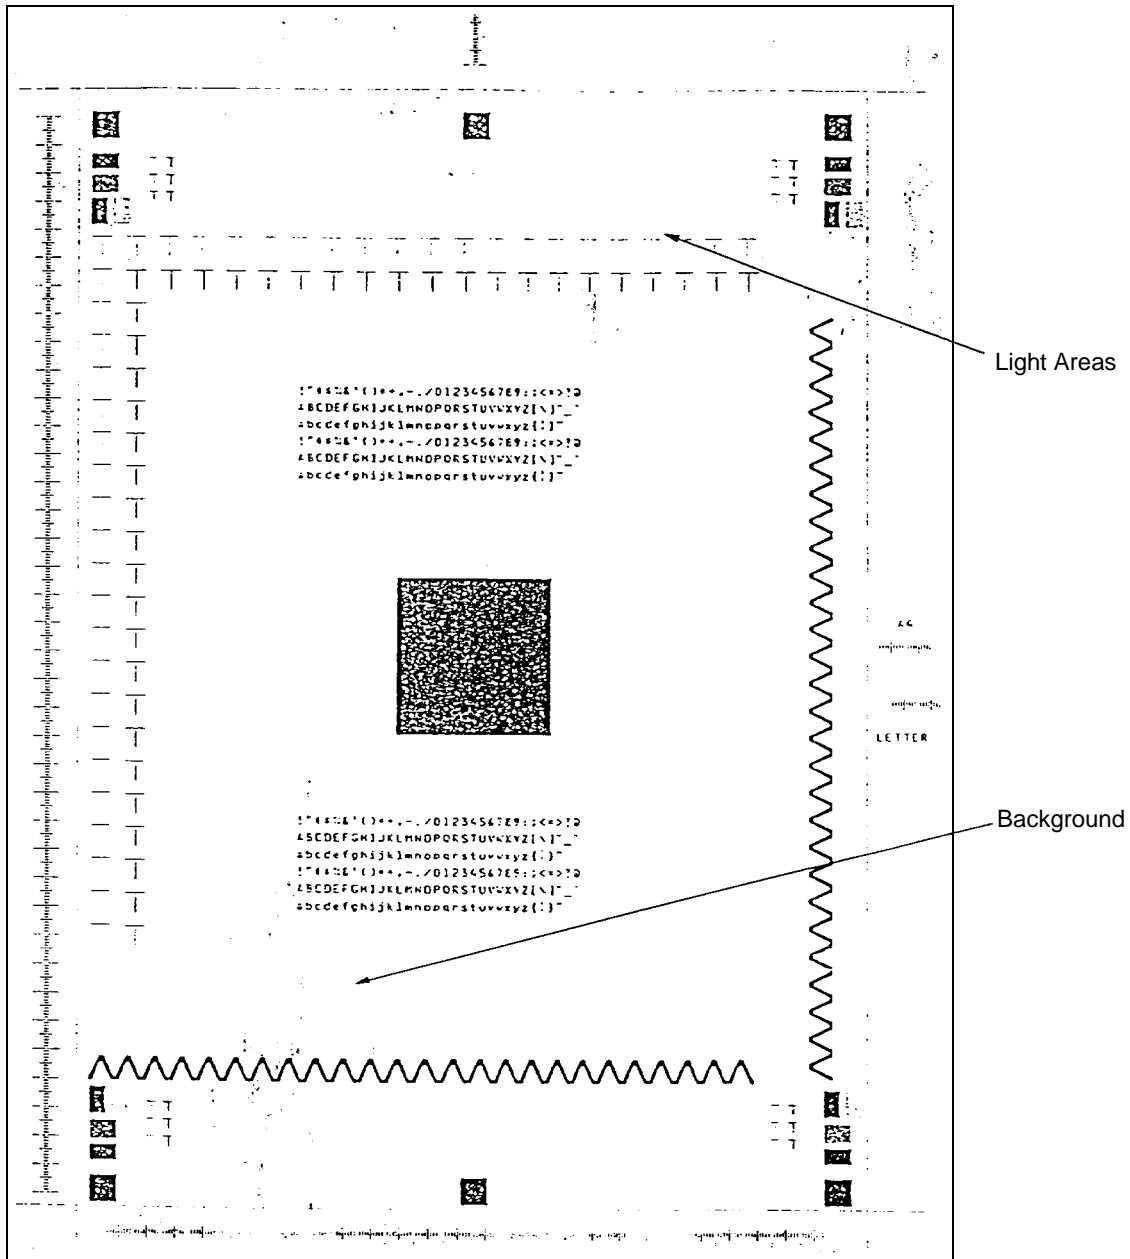 Light Areas
!"#$%&'()*+,-./0123456789:;<=>?@
ABCDEFGHIJKLMNOPQRSTUVWXYZ[\]^_`
abcdefghijklmnopqrstuvwxyz{|}~
!"#$%&'()*+,-./0123456789:;<=>?@
ABCDEFGHIJKLMNOPQRSTUVWXYZ[\]^_`
abcdefghijklmnopqrstuvwxyz{|}~
A4
LETTER
Background
!"#$%&'()*+,-./0123456789:;<=>?@
ABCDEFGHIJKLMNOPQRSTUVWXYZ[\]^_`
abcdefghijklmnopqrstuvwxyz{|}~
!"#$%&'()*+,-./0123456789:;<=>?@
ABCDEFGHIJKLMNOPQRSTUVWXYZ[\]^_`
abcdefghijklmnopqrstuvwxyz{|}~